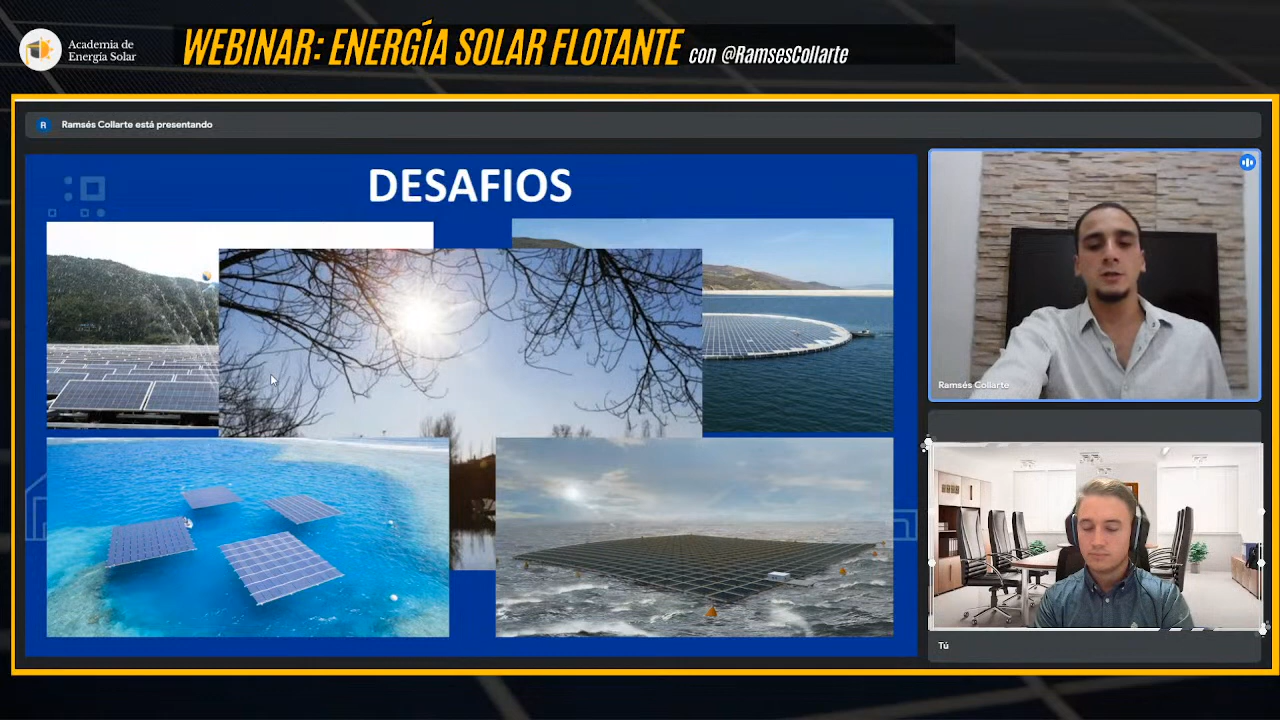 Academia de
Energía Solar
WEBINAR: ENERGÍA SOLAR FLOTANTE con @RamsesCollarte
R Ramsés Collarte está presentando
DESAFIOS
Ramsés Collarte
Tú